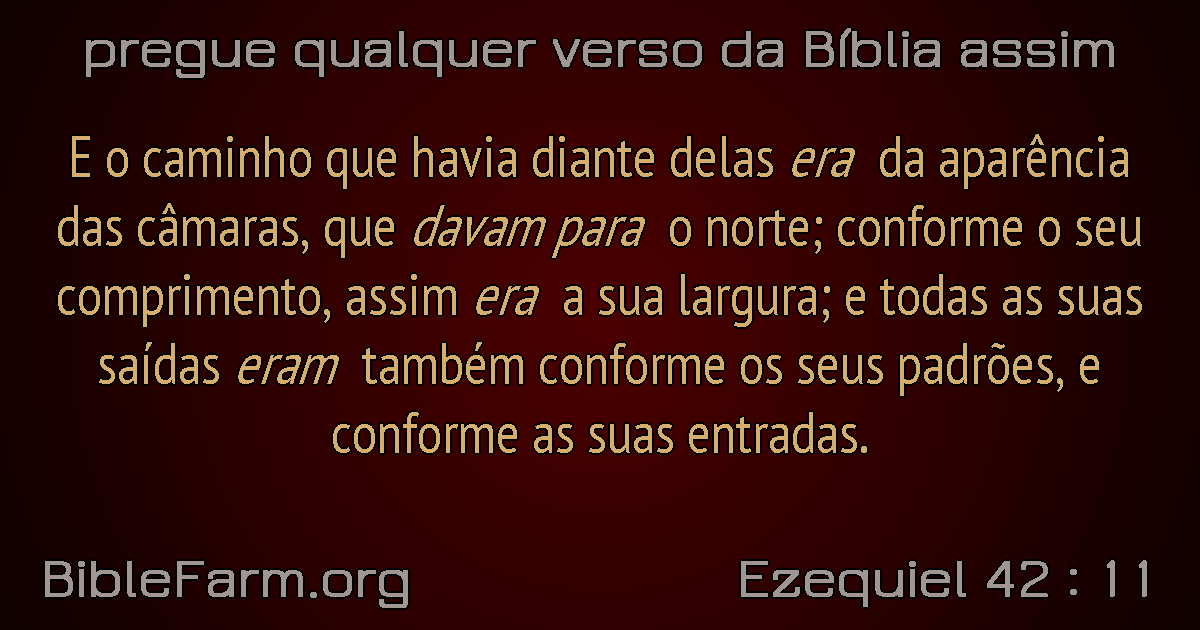 pregue qualquer verso da Bíblia assim
E o caminho que havia diante delas era da aparência
das câmaras, que davam para o norte; conforme o seu
comprimento, assim era a sua largura; e todas as suas
saídas eram também conforme os seus padrões, e
conforme as suas entradas.
BibleFarm.org
Ezequiel 42 : 11